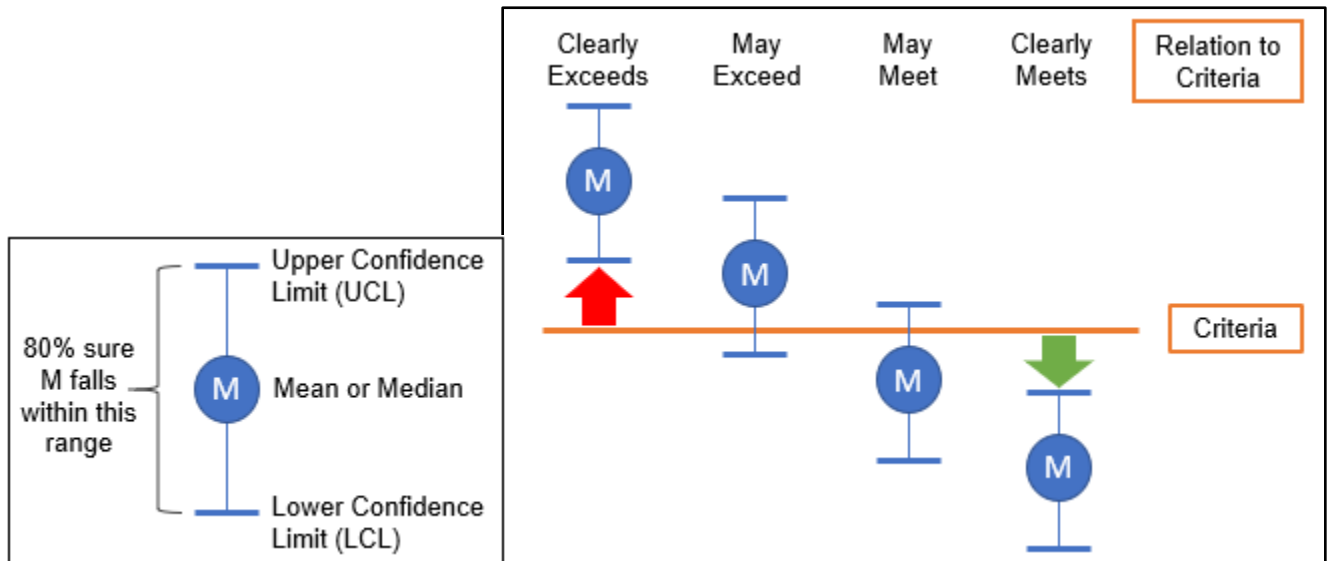 Clearly
Exceeds
May
Exceed
May
Meet
Clearly
Meets
Relation to
Criteria
M
M
M
M
Criteria
80% sure
M falls
within this
range
Upper Confidence
Limit (UCL)
M
Mean or Median
Lower Confidence
Limit (LCL)